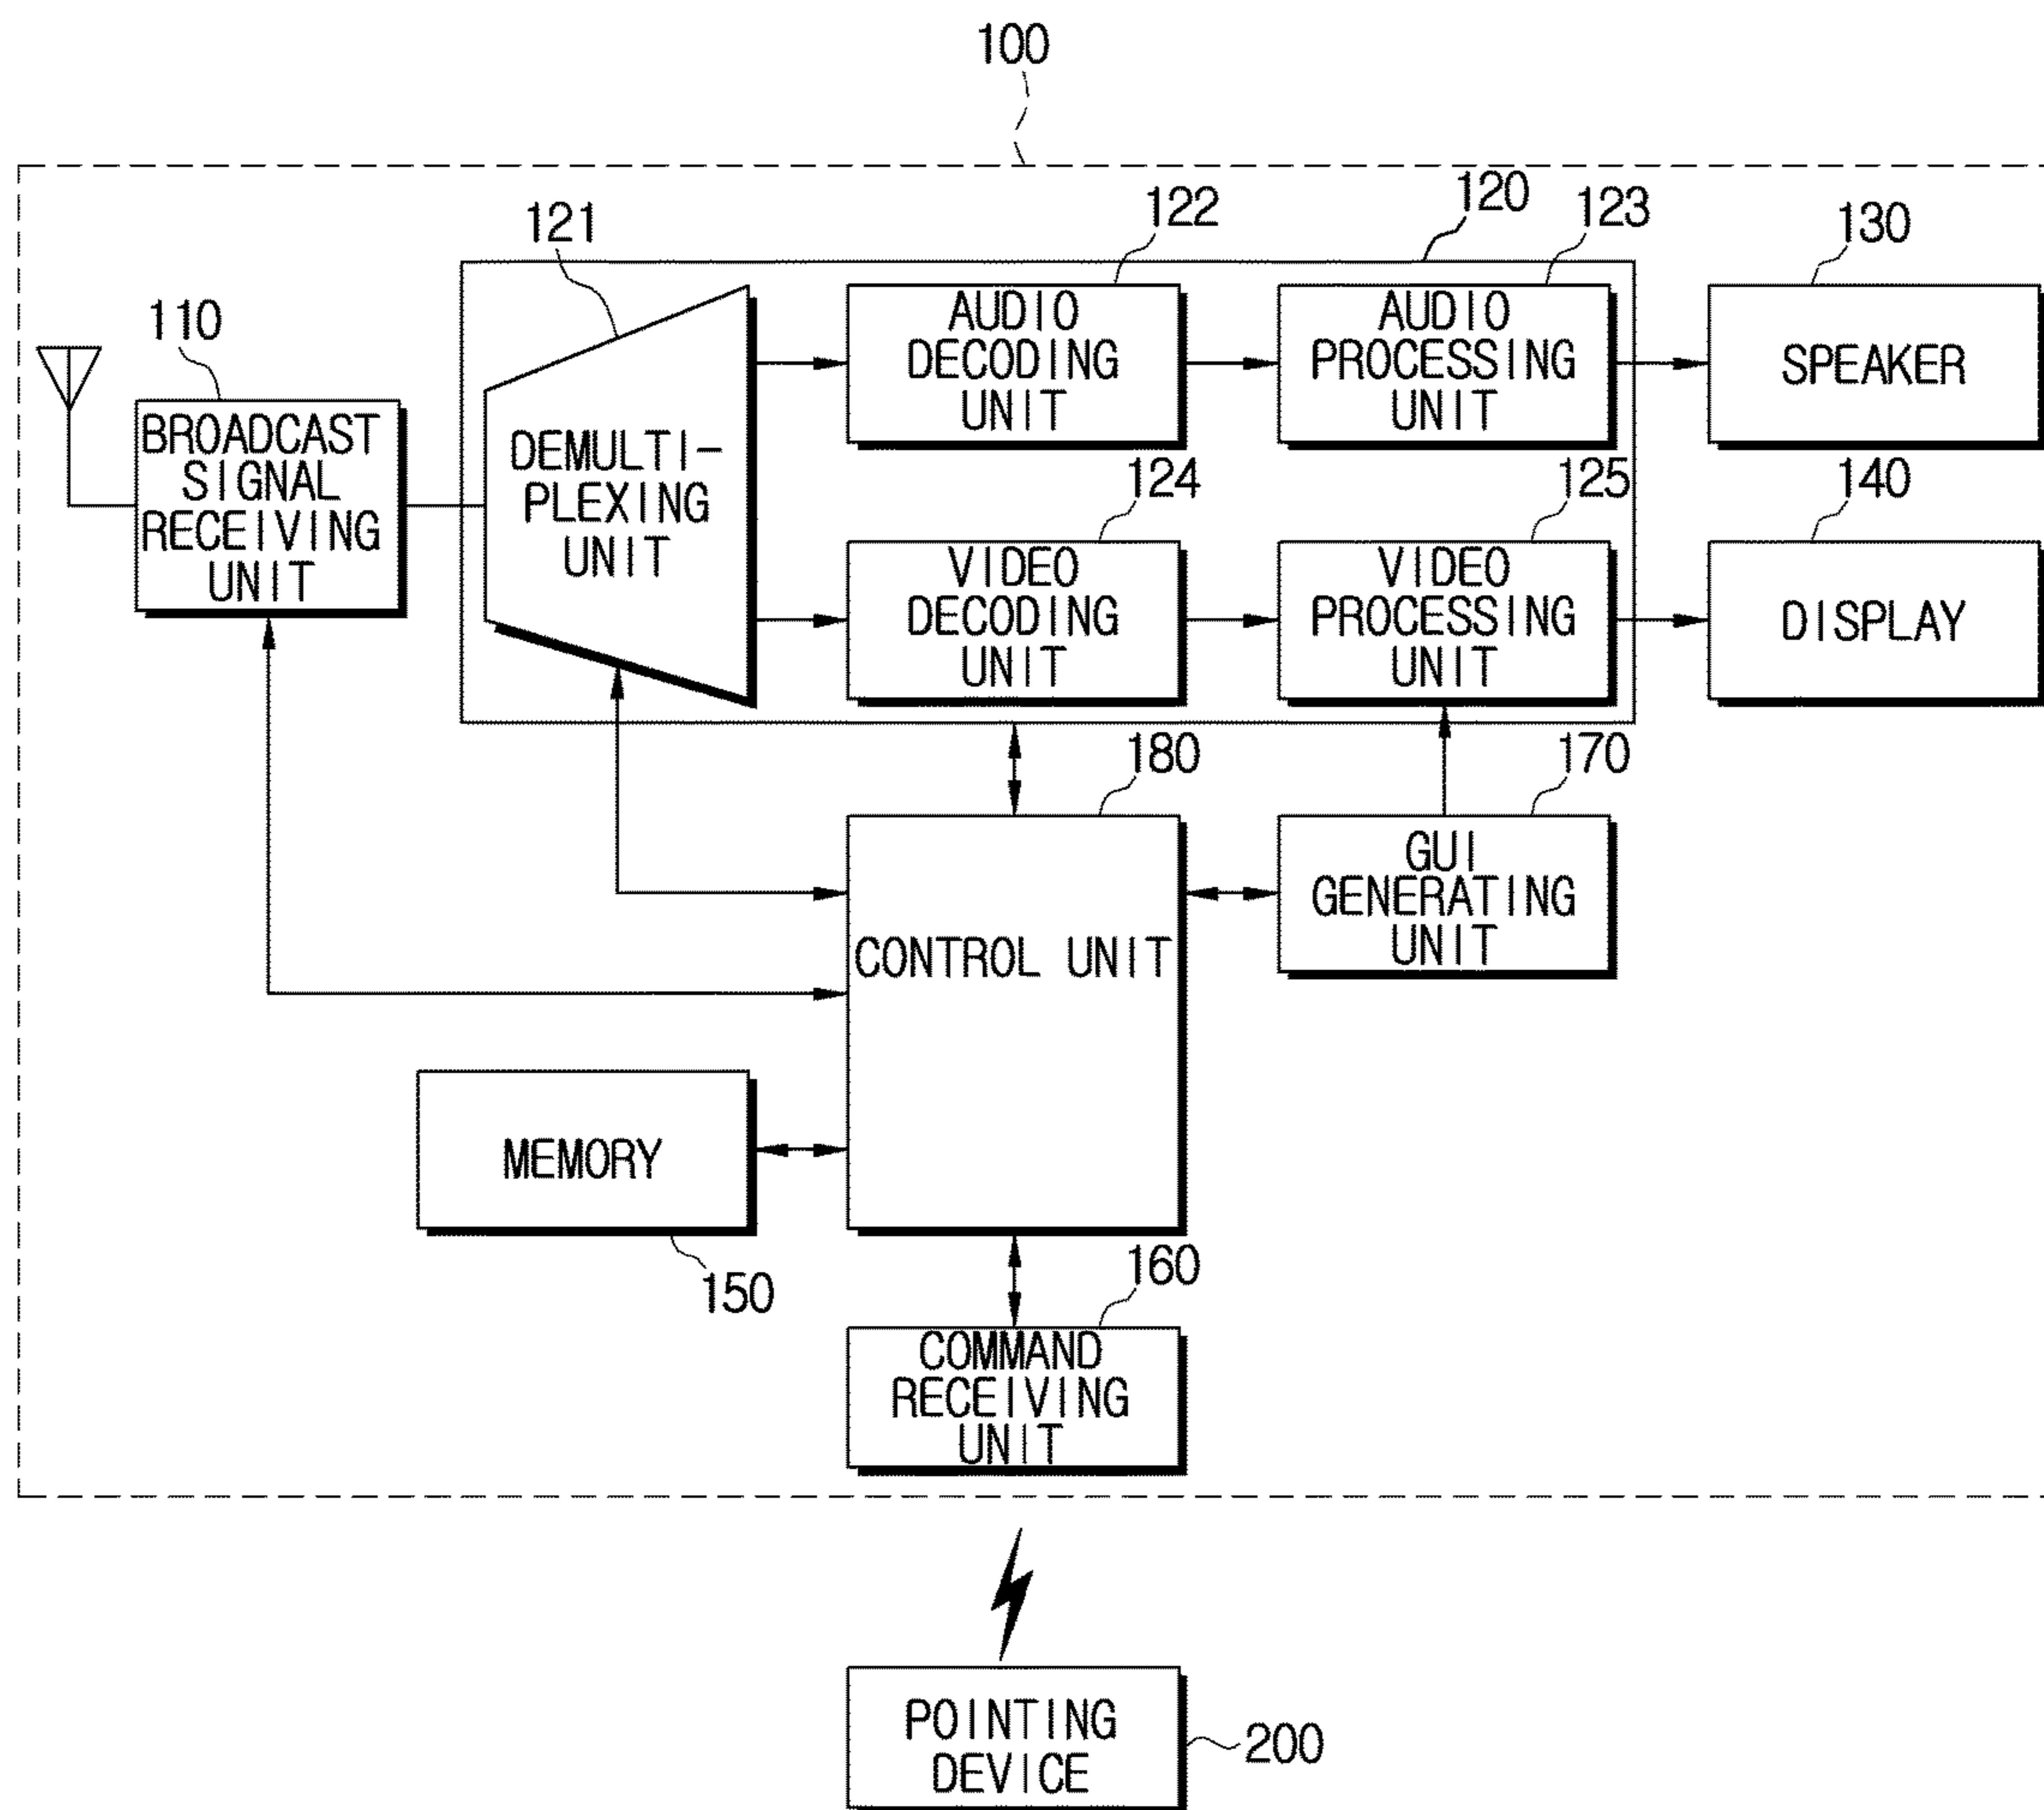 100
120
122
123
121
130
110
AUDIO
DECODING
UNIT
AUDIO
PROCESSING
UNIT
SPEAKER
BROADCAST
SIGNAL
RECEIVING
UNIT
DEMULTI-
PLEXING
UNIT
124
125
140
VIDEO
DECODING
UNIT
VIDEO
PROCESSING
UNIT
DISPLAY
180
170
CONTROL UNIT
GUI
GENERATING
UNIT
MEMORY
150
160
COMMAND
RECEIVING
UNIT
POINTING
DEVICE
200